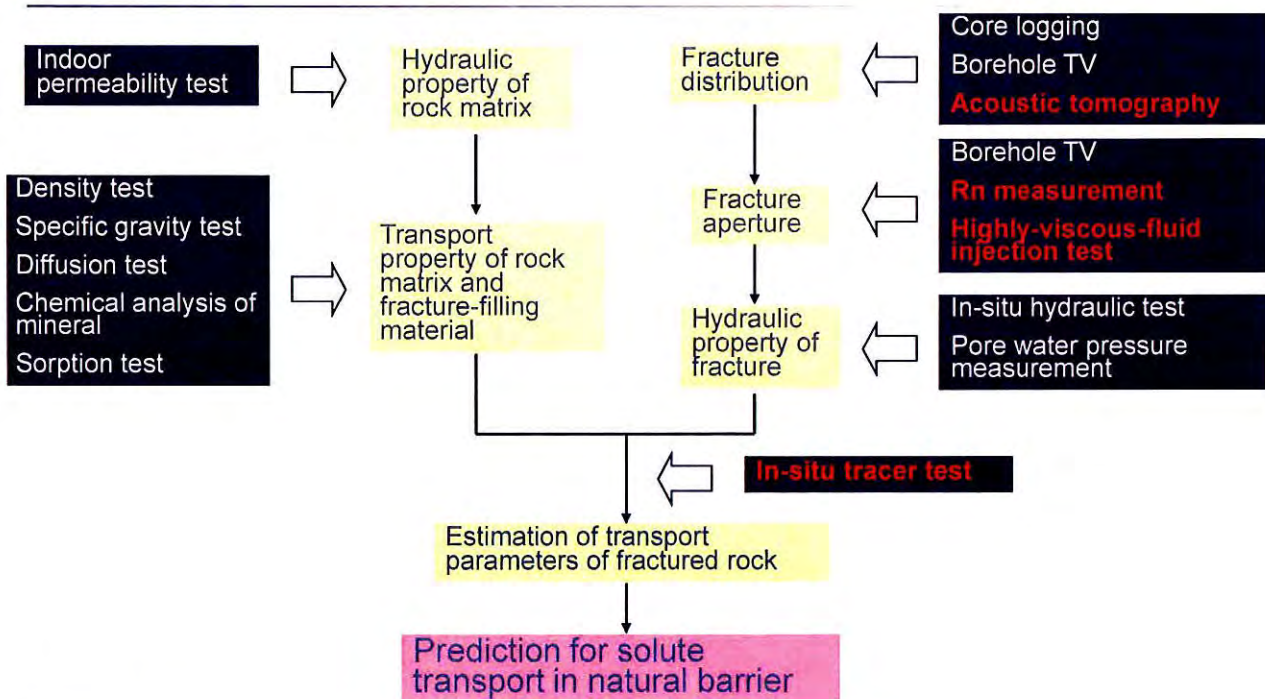 Indoor
permeability test
Hydraulic
property of
rock matrix
Fracture
distribution
Core logging
Borehole TV
Acoustic tomography
Density test
Specific gravity test
Diffusion test
Chemical analysis of
mineral
Sorption test
Transport
property of rock
matrix and
fracture-filling
material
Fracture
aperture
Borehole TV
Rn measurement
Highly-viscous-fluid
injection test
Hydraulic
property of
fracture
In-situ hydraulic test
Pore water pressure
measurement
In-situ tracer test
Estimation of transport
parameters of fractured rock
Prediction for solute
transport in natural barrier